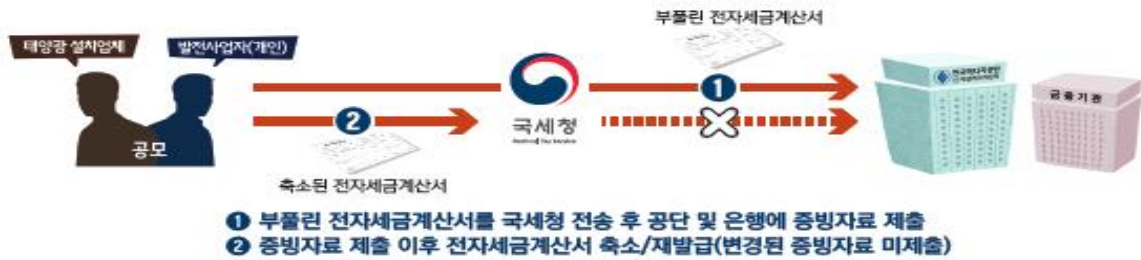 부풀린 전자세금계산서
태양광 설치업체
발전사업자(개인)
공모
국세청
축소된 전자세금계산서
금융기관
❶ 부풀린 전자세금계산서를 국세청 전송 후 공단 및 은행에 증빙자료 제출
❷ 증빙자료 제출 이후 전자세금계산서 축소/재발급(변경된 증빙자료 미제출)